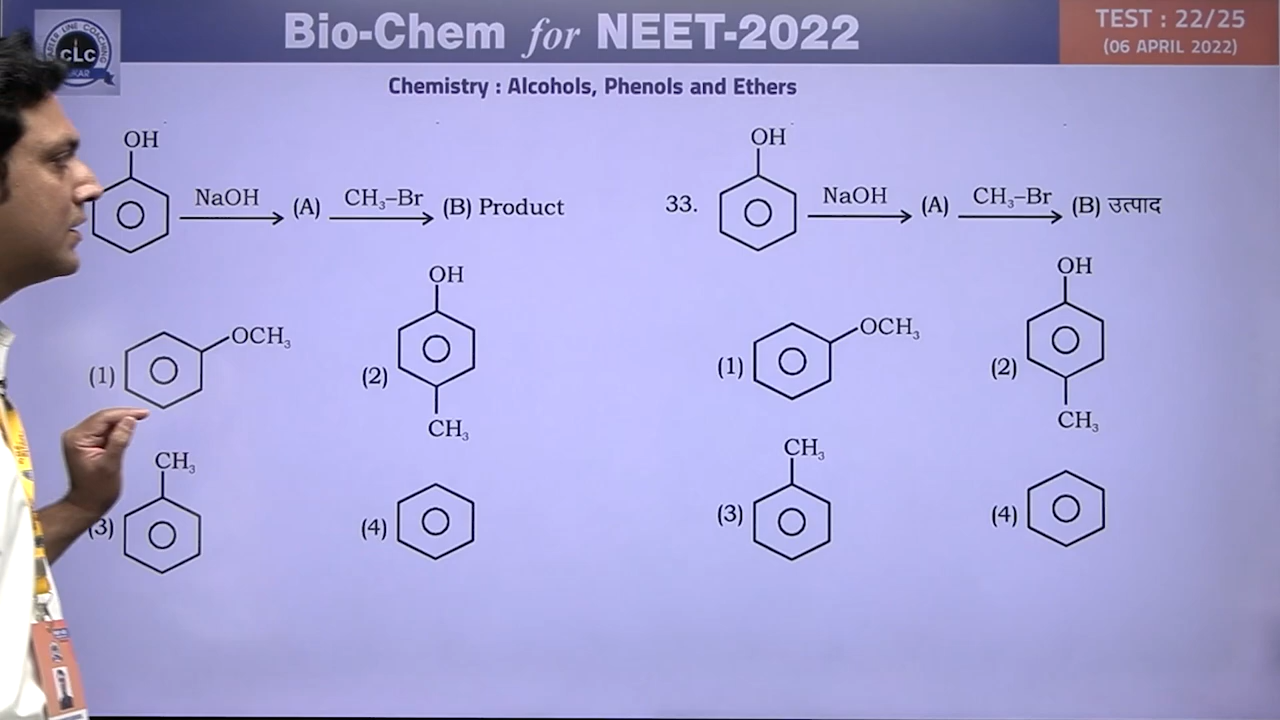 Bio-Chem for NEET-2022
TEST : 22/25
(06 APRIL 2022)
CLC
Chemistry : Alcohols, Phenols and Ethers
OH
NaOH (A) CH₃–Br (B) Product
(1) OCH₃
(2) OH
CH₃
(3) CH₃
(4)
33. OH
NaOH (A) CH₃–Br (B) उत्पाद
(1) OCH₃
(2) OH
CH₃
(3) CH₃
(4)